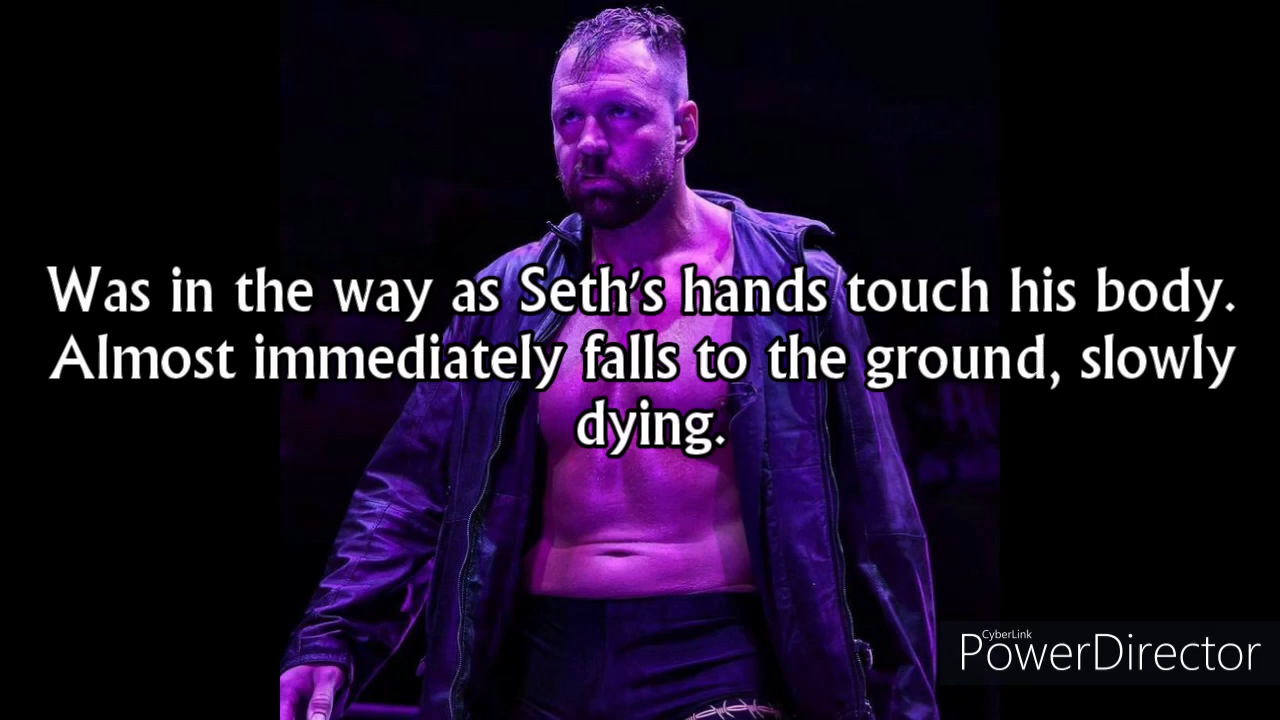 Was in the way as Seth's hands touch his body.
Almost immediately falls to the ground, slowly
dying.
CyberLink
PowerDirector